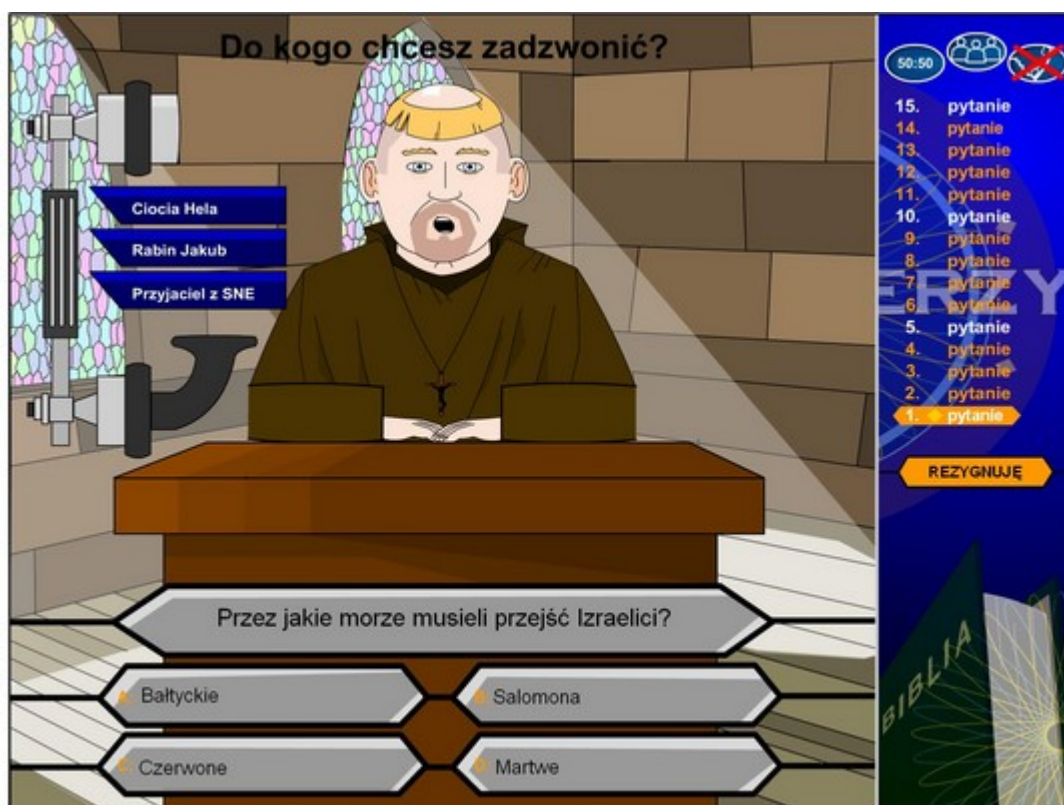 Do kogo chcesz zadzwonić?
Ciocia Hela
Rabin Jakub
Przyjaciel z SNE
Przez jakie morze musieli przejść Izraelici?
A. Bałtyckie
B. Salomona
C. Czerwone
D. Martwe
50:50
15. pytanie
14. pytanie
13. pytanie
12. pytanie
11. pytanie
10. pytanie
9. pytanie
8. pytanie
7. pytanie
6. pytanie
5. pytanie
4. pytanie
3. pytanie
2. pytanie
1. pytanie
ERZY
REZYGNUJĘ
BIBLIA